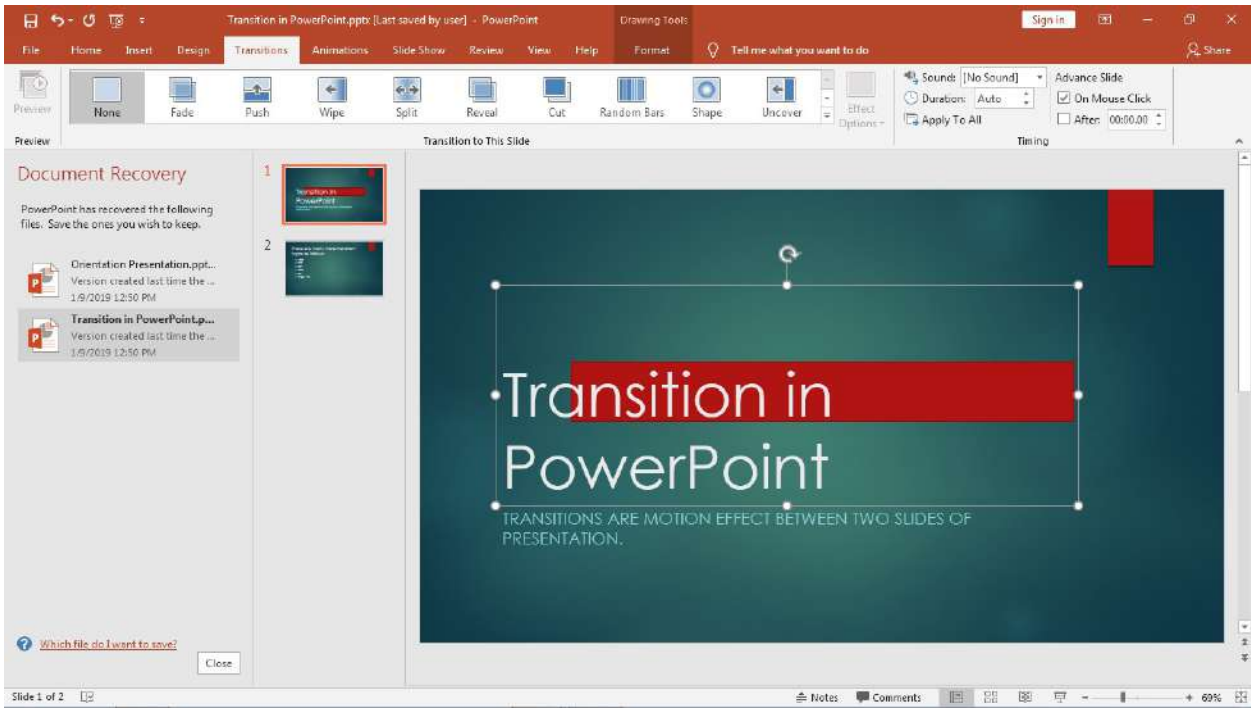 Transition in PowerPoint.pptx [Last saved by user] - PowerPoint
Drawing Tools
Sign in
File Home Insert Design Transitions Animations Slide Show Review View Help Format Tell me what you want to do
Share
Preview
None Fade Push Wipe Split Reveal Cut Random Bars Shape Uncover
Effect
Options
Sound: [No Sound]
Duration: Auto
Apply To All
Advance Slide
On Mouse Click
After: 00:00.00
Preview
Transition to This Slide
Timing
Document Recovery
PowerPoint has recovered the following
files. Save the ones you wish to keep.
Orientation Presentation.ppt...
Version created last time the ...
1/9/2019 12:50 PM
Transition in PowerPoint.p...
Version created last time the ...
1/9/2019 12:50 PM
Which file do I want to save?
Close
1
Transition in
PowerPoint
2
Transition in
PowerPoint
TRANSITIONS ARE MOTION EFFECT BETWEEN TWO SLIDES OF
PRESENTATION.
Slide 1 of 2
Notes Comments
69%